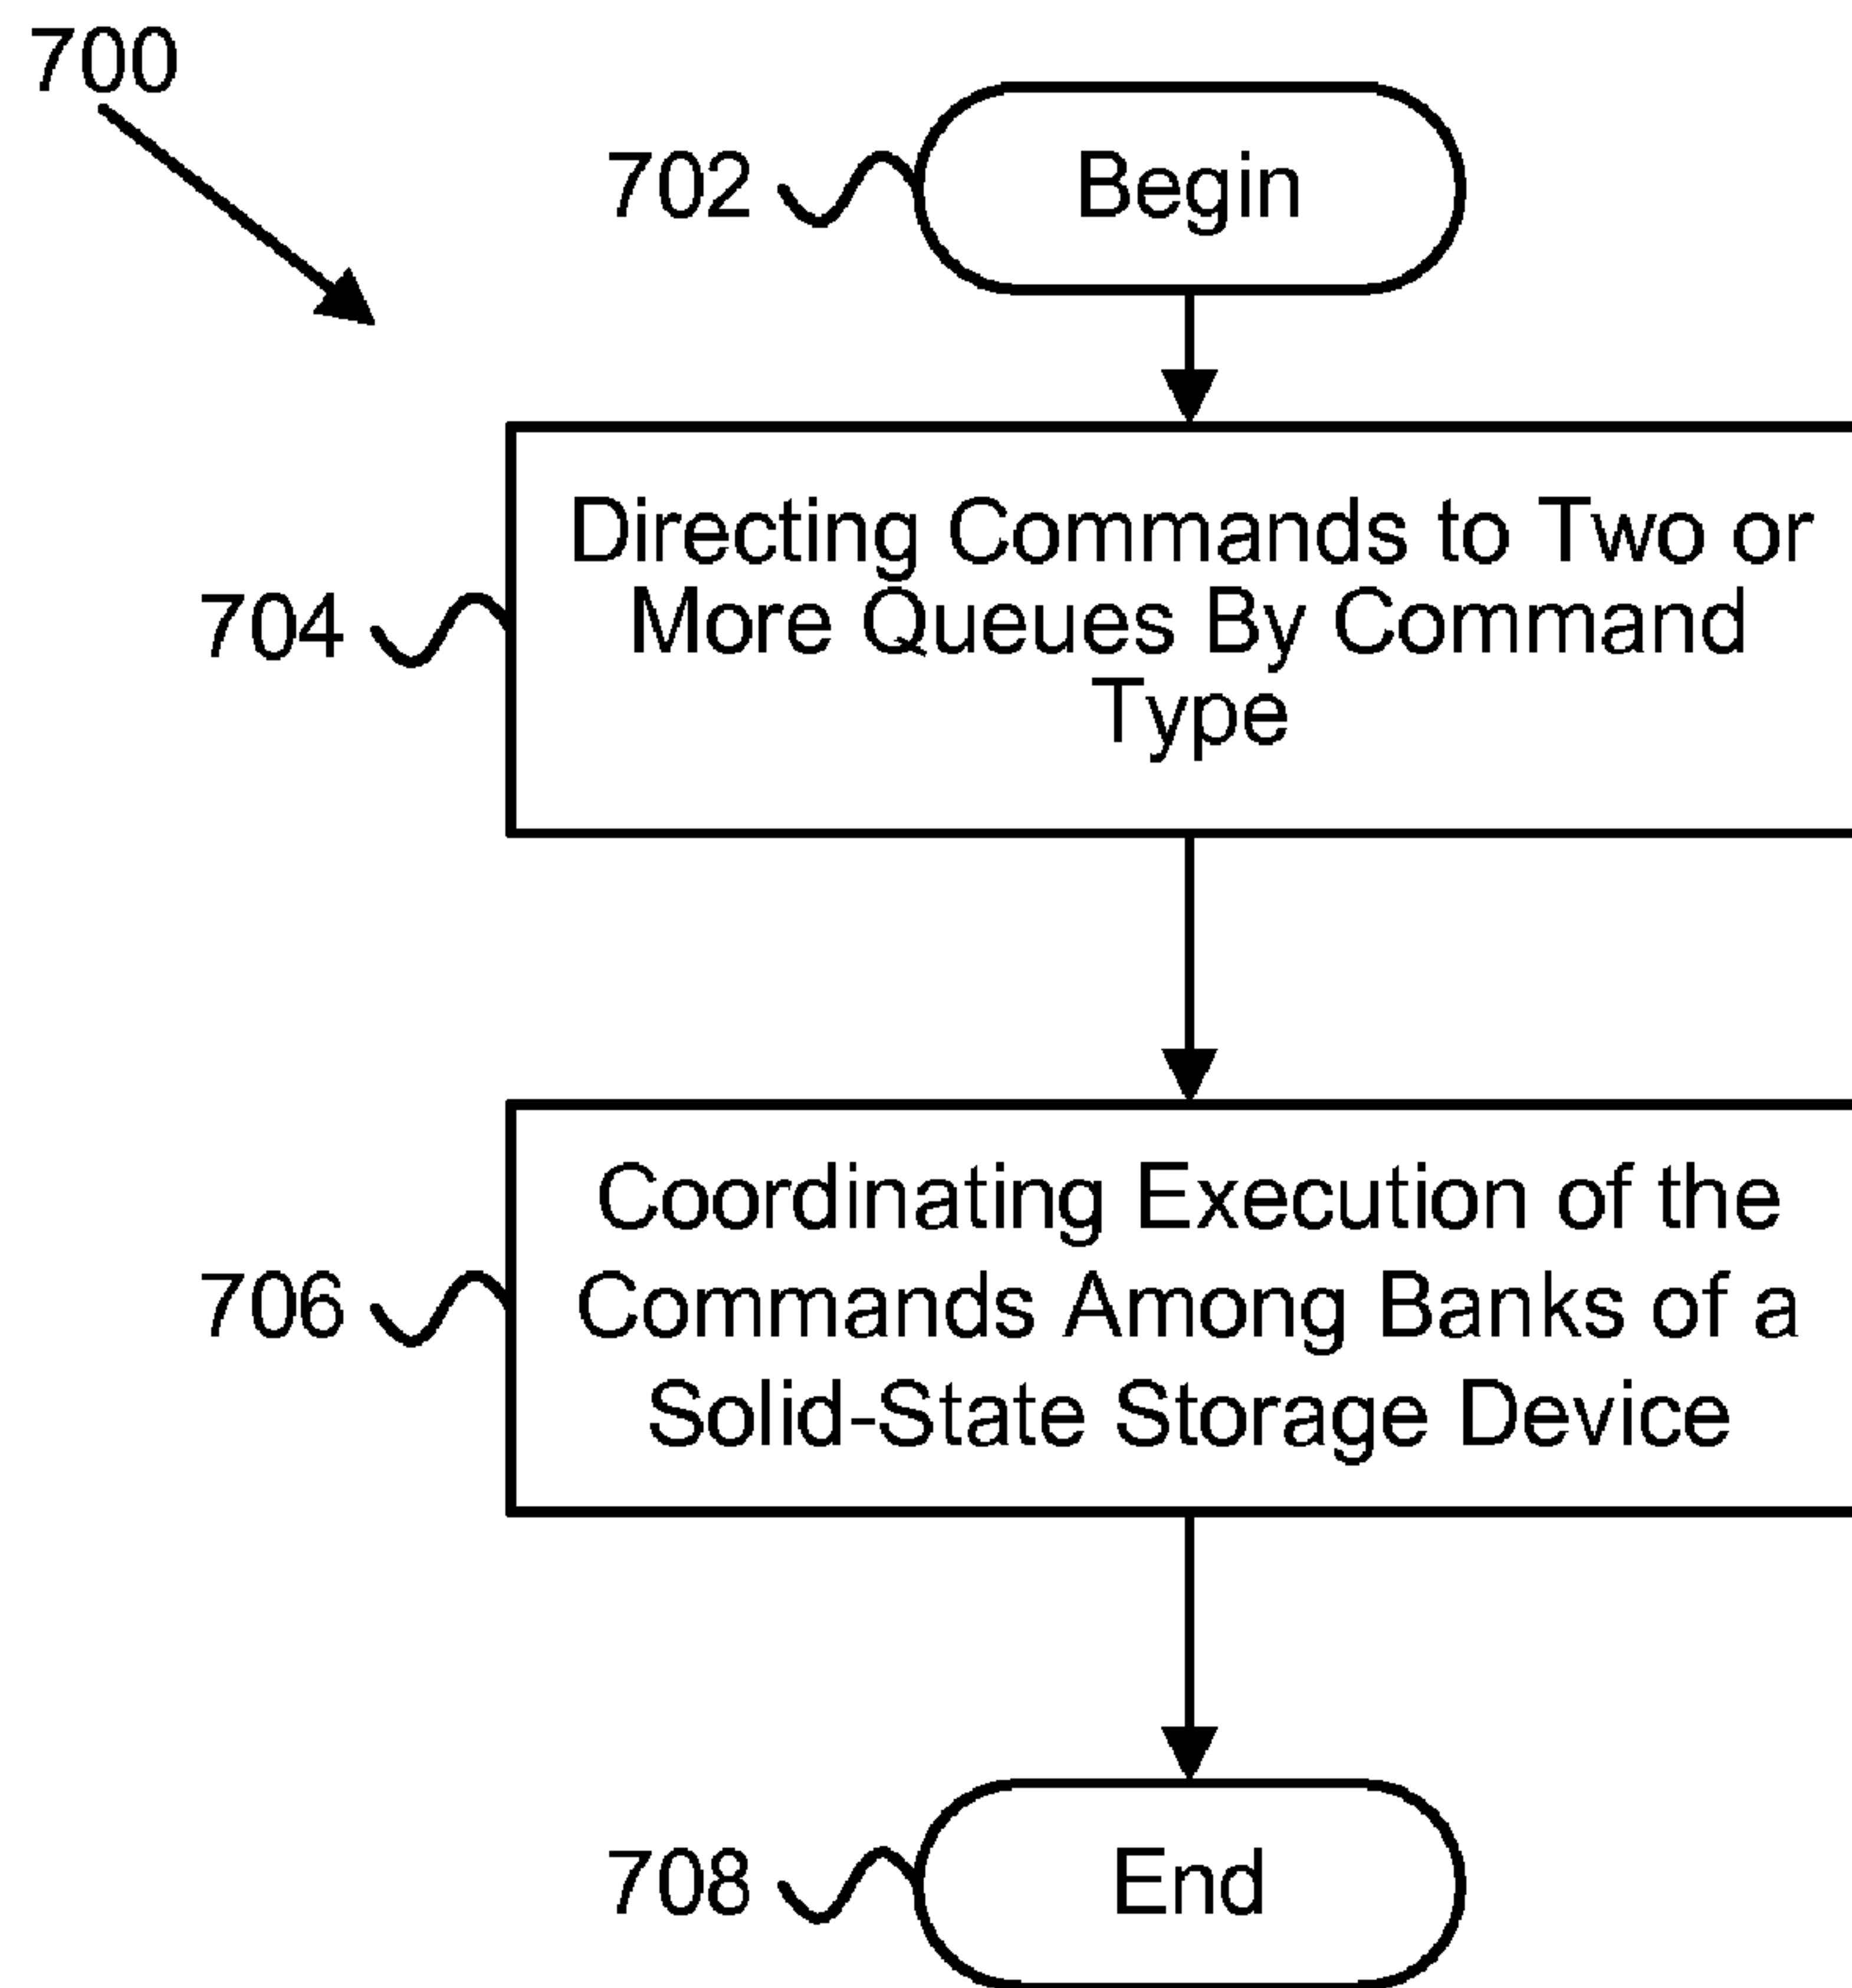 700
702
Begin
Directing Commands to Two or
More Queues By Command
Type
704
Coordinating Execution of the
Commands Among Banks of a
Solid-State Storage Device
706
708
End